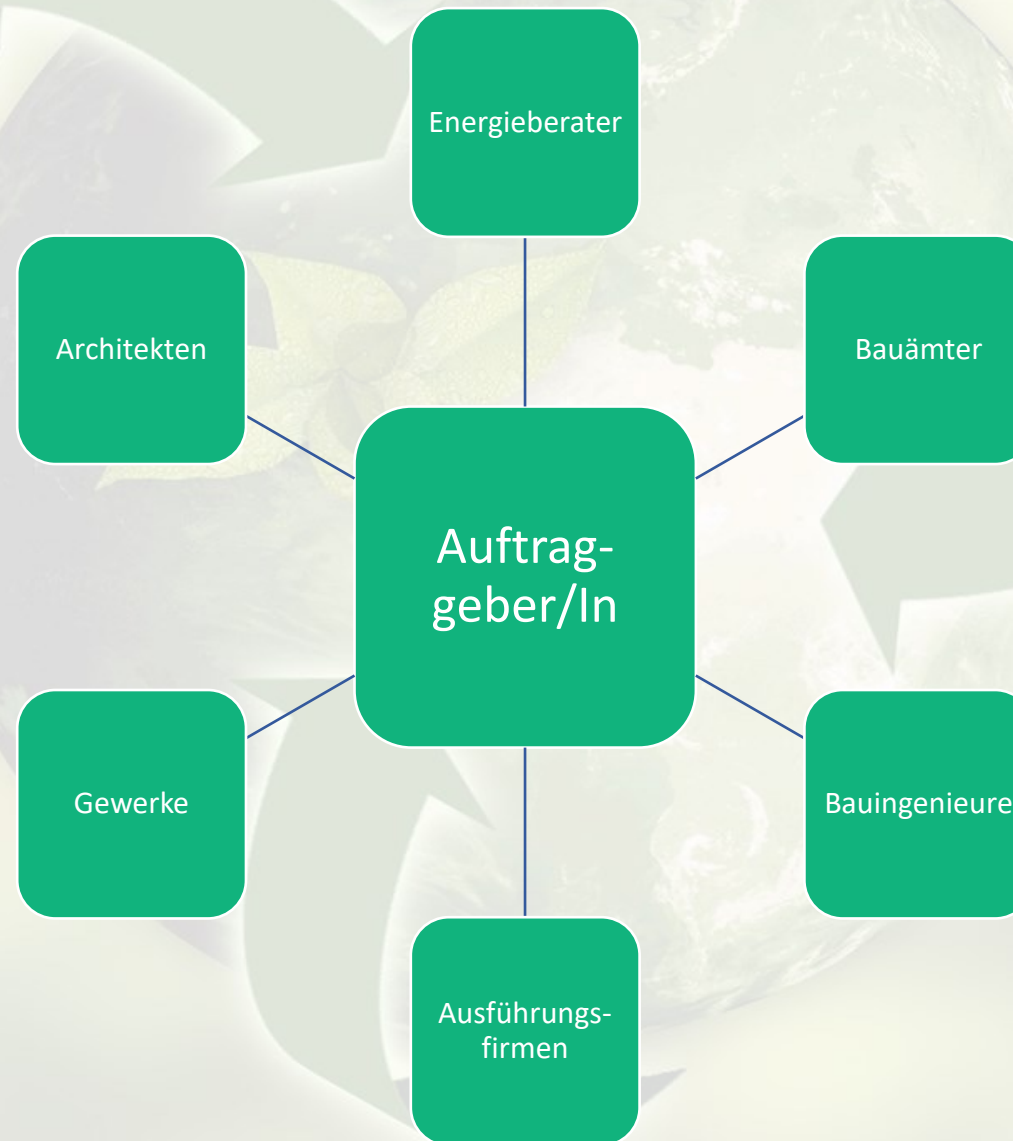 Energieberater
Architekten
Bauämter
Auftrag-
geber/In
Gewerke
Bauingenieure
Ausführungs-
firmen